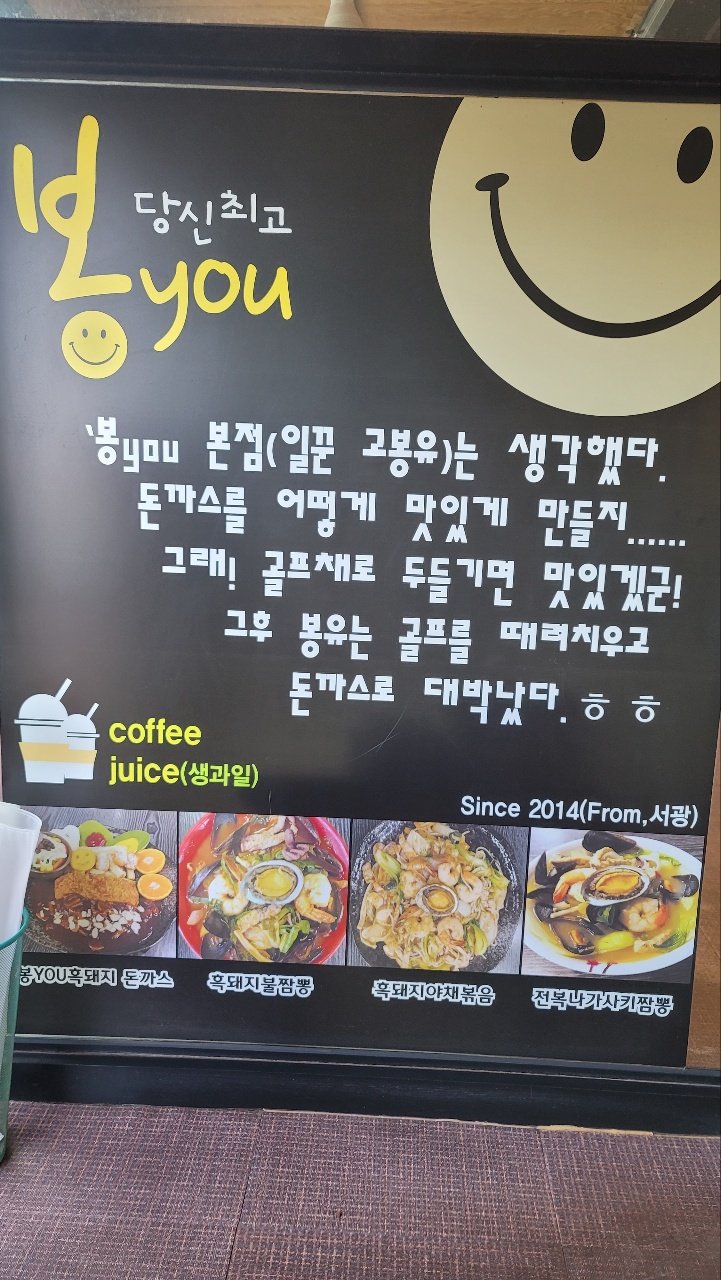 봉 당신최고
you
'봉you 본점(일꾼 고봉유)는 생각했다.
돈까스를 어떻게 맛있게 만들지......
그래! 골프채로 두들기면 맛있겠군!
그후 봉유는 골프를 때려치우고
돈까스로 대박났다. ㅎ ㅎ
coffee
juice(생과일)
Since 2014(From,서광)
봉YOU흑돼지 돈까스
흑돼지불짬뽕
흑돼지야채볶음
전복나가사키짬뽕